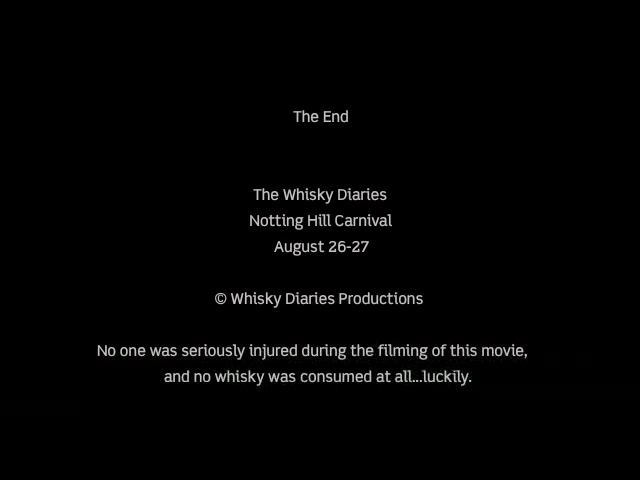 The End
The Whisky Diaries
Notting Hill Carnival
August 26-27
© Whisky Diaries Productions
No one was seriously injured during the filming of this movie,
and no whisky was consumed at all...luckily.